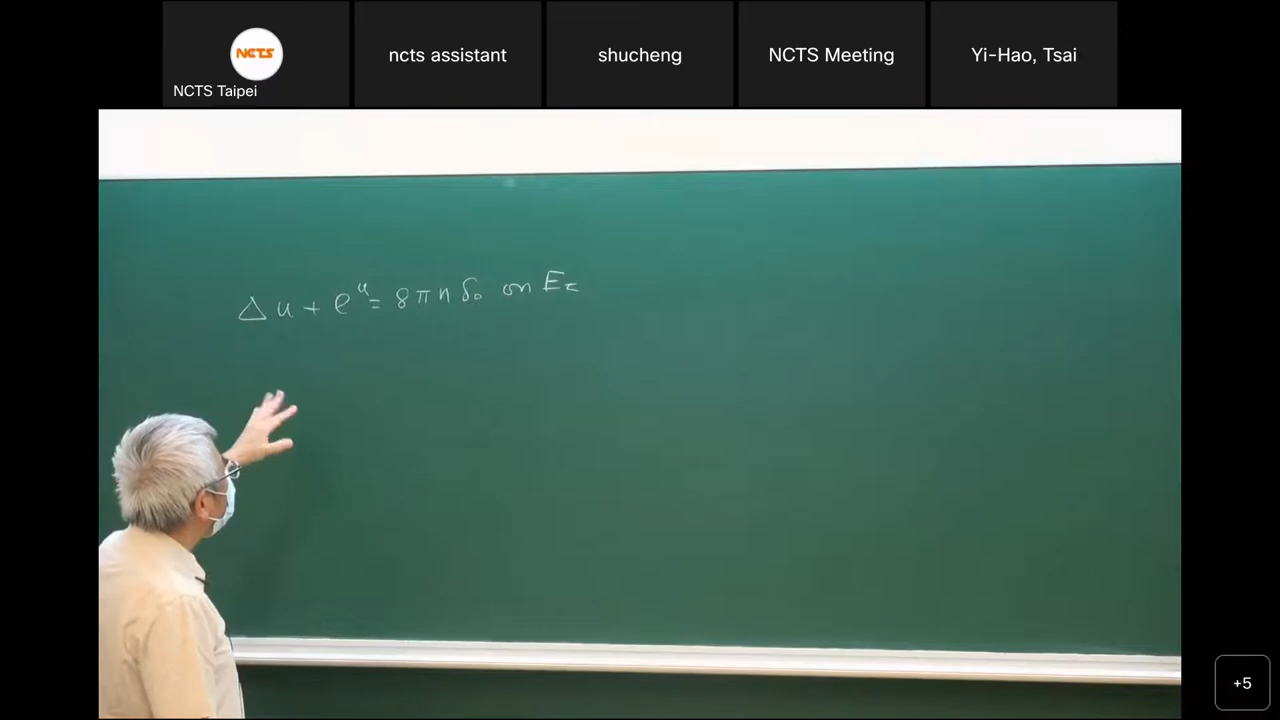 NCTS
NCTS Taipei
ncts assistant
shucheng
NCTS Meeting
Yi-Hao, Tsai
Δu + e^u = 8πn δ₀ on E_τ
+5